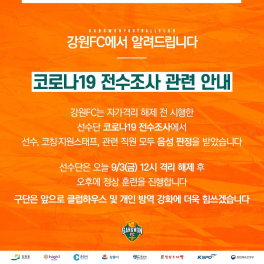 GANGWON FOOTBALL CLUB
강원FC에서 알려드립니다
코로나19 전수조사 관련 안내
강원FC는 자가격리 해제 전 시행한
선수단 코로나19 전수조사에서
선수, 코칭지원스태프, 관련 직원 모두 음성 판정을 받았습니다
선수단은 오늘 9/3(금) 12시 격리 해제 후
오후에 정상 훈련을 진행합니다
구단은 앞으로 클럽하우스 및 개인 방역 강화에 더욱 힘쓰겠습니다
GANGWON FC